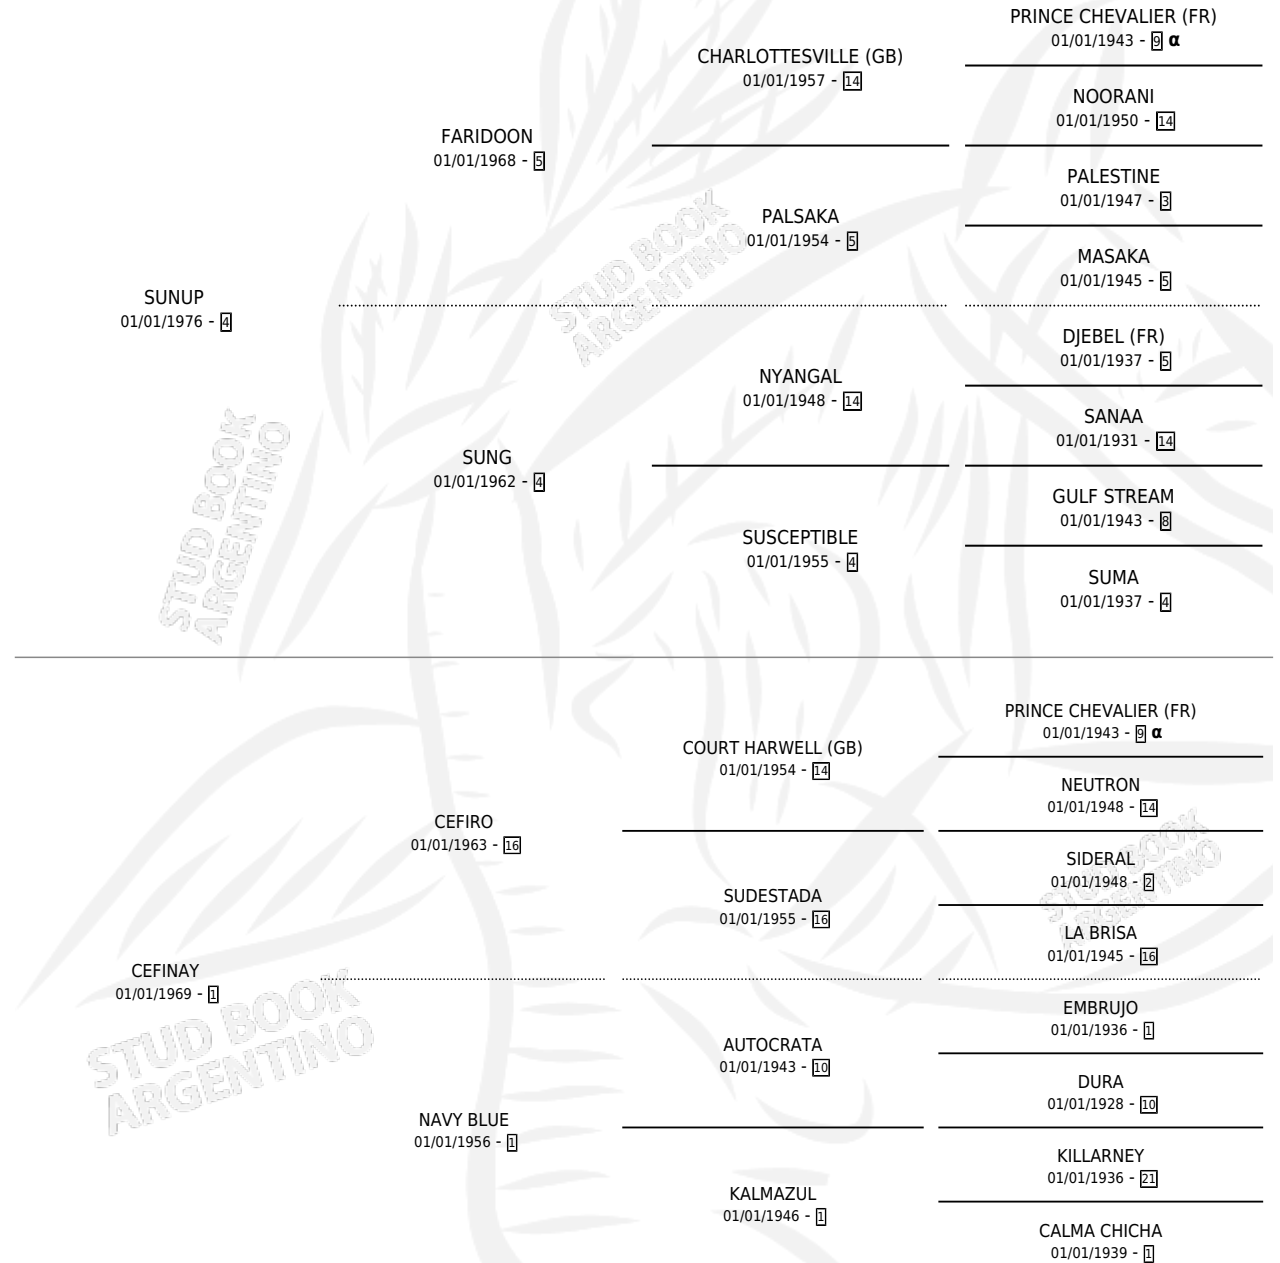 PRINCE CHEVALIER (FR)
01/01/1943 - 9 α
CHARLOTTESVILLE (GB)
01/01/1957 - 14
NOORANI
01/01/1950 - 14
FARIDOON
01/01/1968 - 5
PALESTINE
01/01/1947 - 3
PALSAKA
01/01/1954 - 5
MASAKA
01/01/1945 - 5
SUNUP
01/01/1976 - 4
DJEBEL (FR)
01/01/1937 - 5
NYANGAL
01/01/1948 - 14
SANAA
01/01/1931 - 14
SUNG
01/01/1962 - 4
GULF STREAM
01/01/1943 - 8
SUSCEPTIBLE
01/01/1955 - 4
SUMA
01/01/1937 - 4
STUD BOOK
ARGENTINO
STUD BOOK
ARGENTINO
PRINCE CHEVALIER (FR)
01/01/1943 - 9 α
COURT HARWELL (GB)
01/01/1954 - 14
NEUTRON
01/01/1948 - 14
CEFIRO
01/01/1963 - 16
SIDERAL
01/01/1948 - 2
SUDESTADA
01/01/1955 - 16
LA BRISA
01/01/1945 - 16
CEFINAY
01/01/1969 - 1
EMBRUJO
01/01/1936 - 1
AUTOCRATA
01/01/1943 - 10
DURA
01/01/1928 - 10
NAVY BLUE
01/01/1956 - 1
KILLARNEY
01/01/1936 - 21
KALMAZUL
01/01/1946 - 1
CALMA CHICHA
01/01/1939 - 1
STUD BOOK
ARGENTINO
STUD BOOK
ARGENTINO